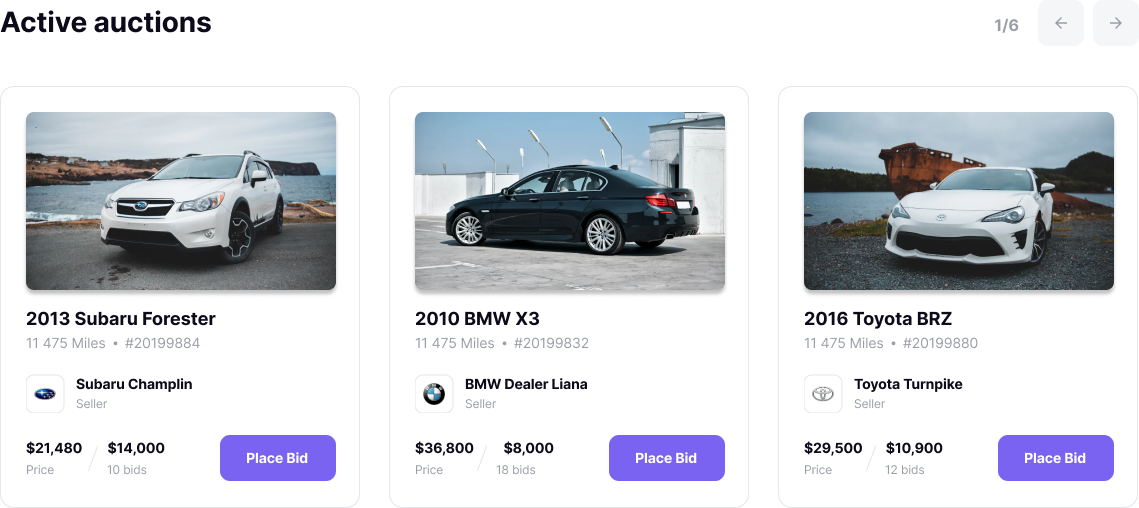 Active auctions
1/6
2013 Subaru Forester
11 475 Miles • #20199884
Subaru Champlin
Seller
$21,480 / $14,000
Price 10 bids
Place Bid
2010 BMW X3
11 475 Miles • #20199832
BMW Dealer Liana
Seller
$36,800 / $8,000
Price 18 bids
Place Bid
2016 Toyota BRZ
11 475 Miles • #20199880
Toyota Turnpike
Seller
$29,500 / $10,900
Price 12 bids
Place Bid